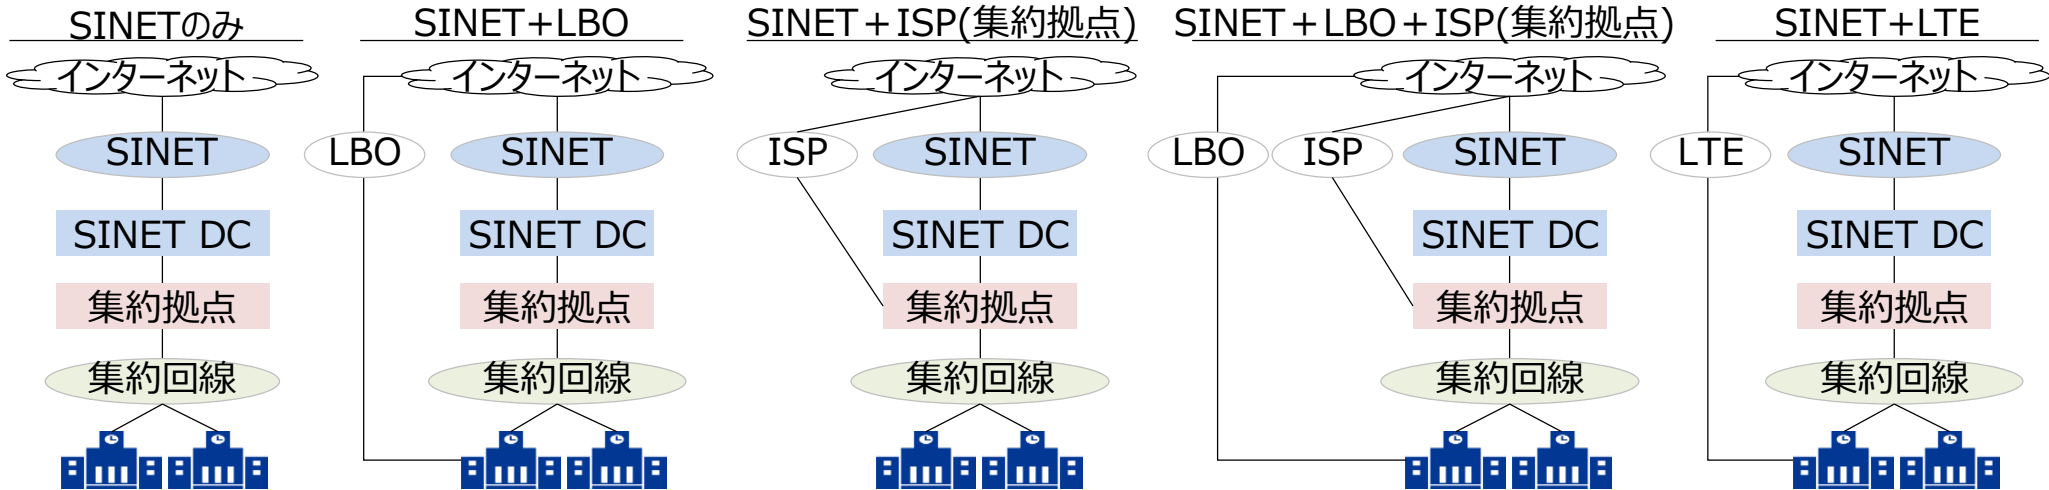 SINETのみ
インターネット
SINET
SINET DC
集約拠点
集約回線
SINET+LBO
インターネット
LBO
SINET
SINET DC
集約拠点
集約回線
SINET＋ISP(集約拠点)
インターネット
ISP
SINET
SINET DC
集約拠点
集約回線
SINET＋LBO＋ISP(集約拠点)
インターネット
LBO
ISP
SINET
SINET DC
集約拠点
集約回線
SINET+LTE
インターネット
LTE
SINET
SINET DC
集約拠点
集約回線